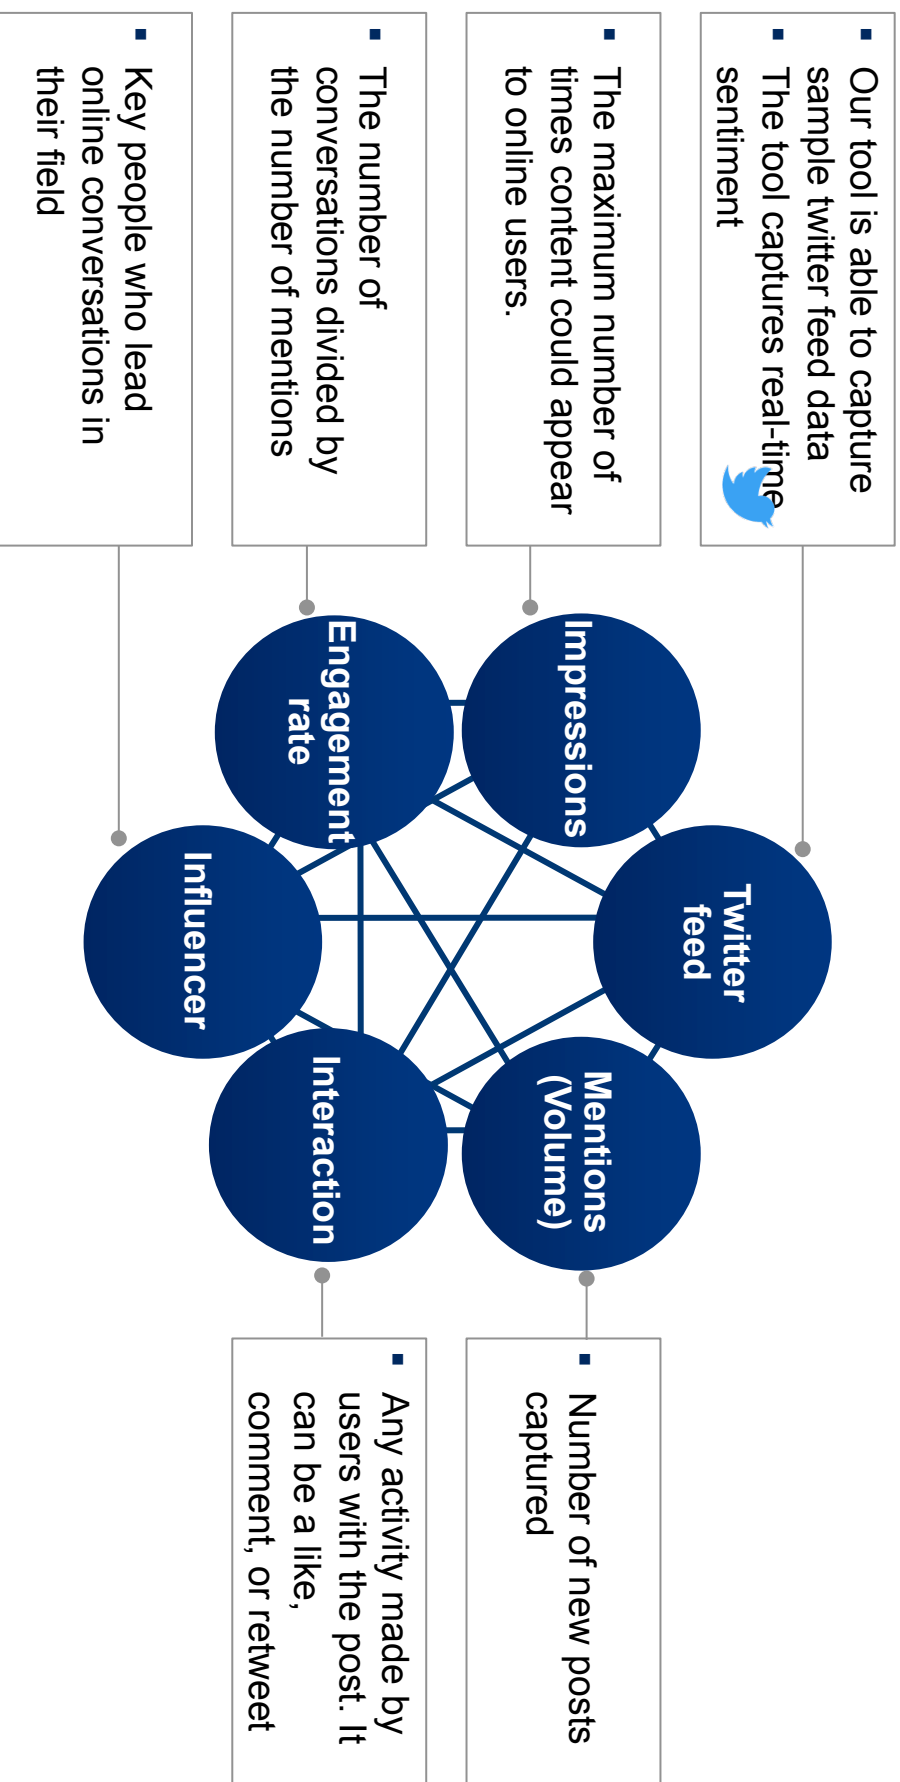 Our tool is able to capture
sample twitter feed data
The tool captures real-time
sentiment
The maximum number of
times content could appear
to online users.
The number of
conversations divided by
the number of mentions
Key people who lead
online conversations in
their field
Twitter
feed
Impressions
Mentions
(Volume)
Engagement
rate
Interaction
Influencer
Number of new posts
captured
Any activity made by
users with the post. It
can be a like,
comment, or retweet